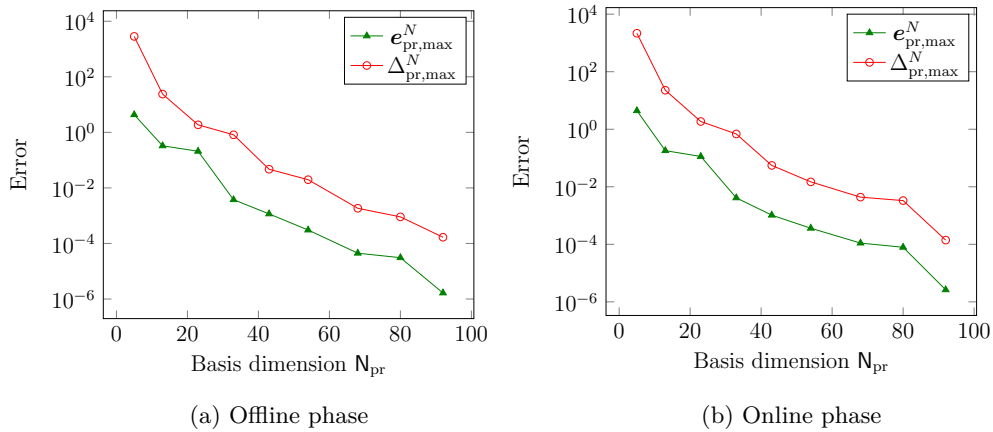 10^4
10^2
10^0
10^−2
10^−4
10^−6
Error
0 20 40 60 80 100
Basis dimension N_pr
e^N_pr,max
Δ^N_pr,max
(a) Offline phase
10^4
10^2
10^0
10^−2
10^−4
10^−6
Error
0 20 40 60 80 100
Basis dimension N_pr
e^N_pr,max
Δ^N_pr,max
(b) Online phase